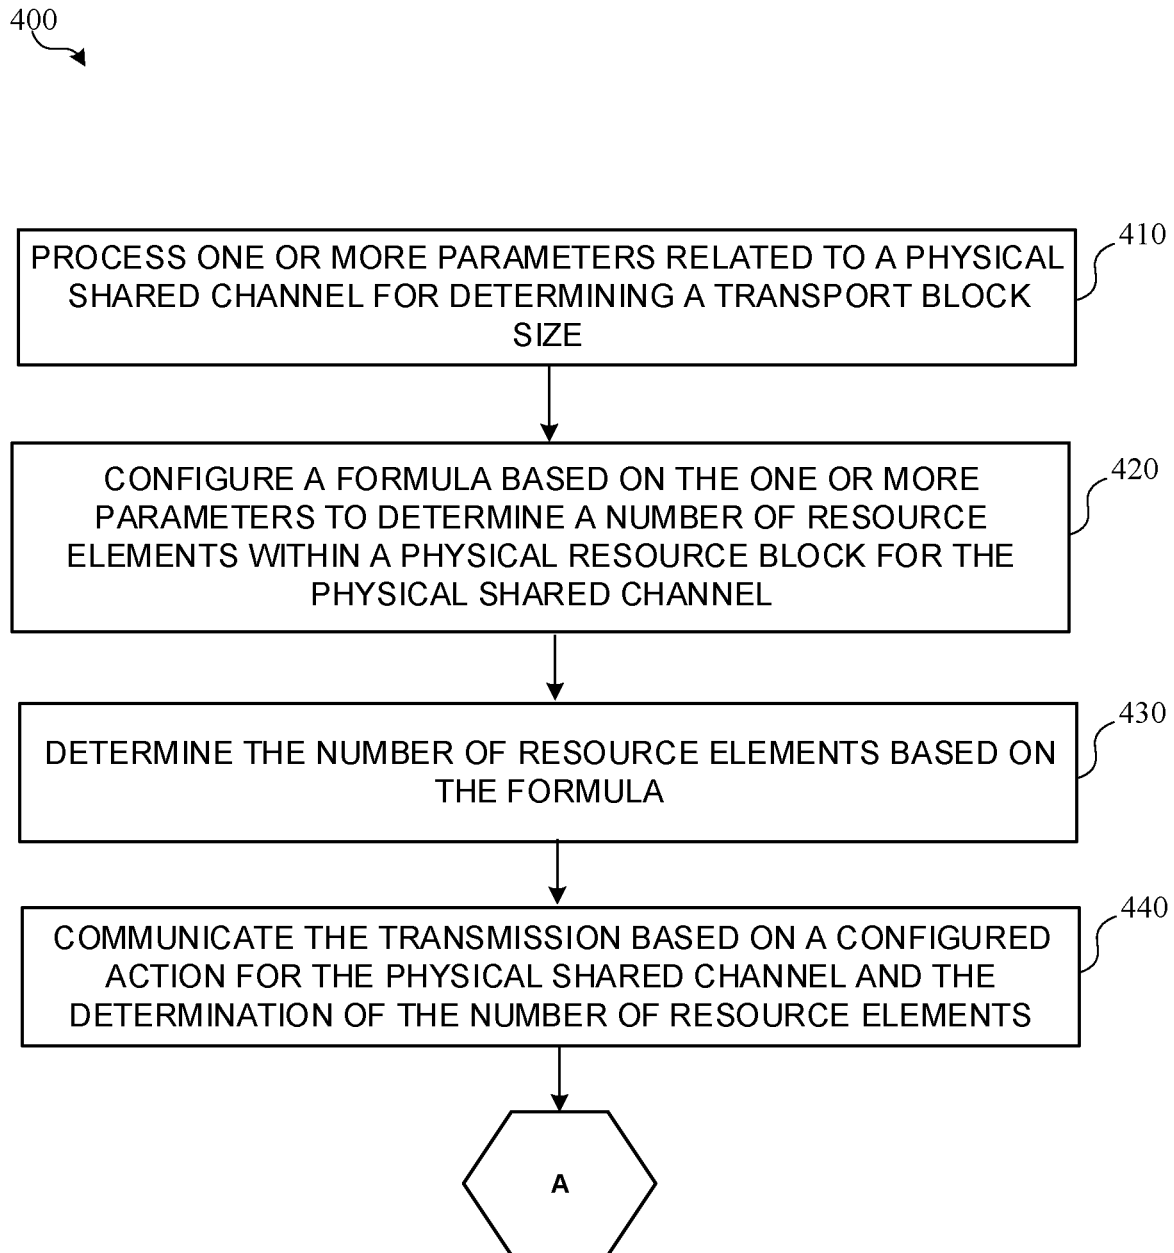 400
410
PROCESS ONE OR MORE PARAMETERS RELATED TO A PHYSICAL
SHARED CHANNEL FOR DETERMINING A TRANSPORT BLOCK
SIZE
420
CONFIGURE A FORMULA BASED ON THE ONE OR MORE
PARAMETERS TO DETERMINE A NUMBER OF RESOURCE
ELEMENTS WITHIN A PHYSICAL RESOURCE BLOCK FOR THE
PHYSICAL SHARED CHANNEL
430
DETERMINE THE NUMBER OF RESOURCE ELEMENTS BASED ON
THE FORMULA
440
COMMUNICATE THE TRANSMISSION BASED ON A CONFIGURED
ACTION FOR THE PHYSICAL SHARED CHANNEL AND THE
DETERMINATION OF THE NUMBER OF RESOURCE ELEMENTS
A